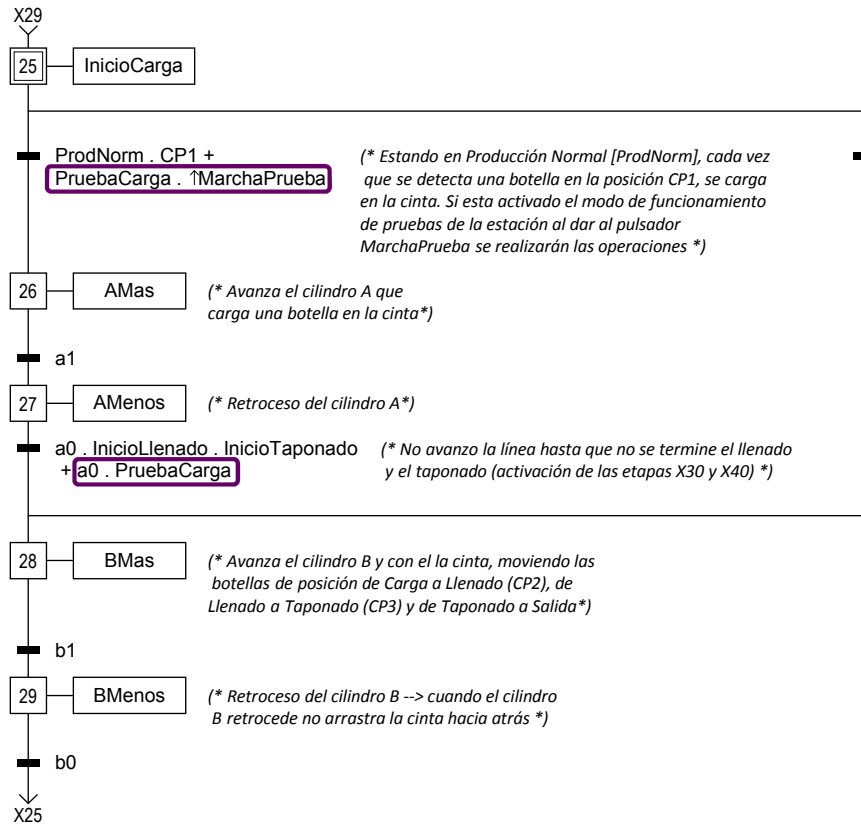 X29
25 InicioCarga
ProdNorm . CP1 +
PruebaCarga . ↑MarchaPrueba
(* Estando en Producción Normal [ProdNorm], cada vez
que se detecta una botella en la posición CP1, se carga
en la cinta. Si esta activado el modo de funcionamiento
de pruebas de la estación al dar al pulsador
MarchaPrueba se realizarán las operaciones *)
26 AMas
(* Avanza el cilindro A que
carga una botella en la cinta*)
a1
27 AMenos (* Retroceso del cilindro A*)
a0 . InicioLlenado . InicioTaponado
+ a0 . PruebaCarga
(* No avanzo la línea hasta que no se termine el llenado
y el taponado (activación de las etapas X30 y X40) *)
28 BMas
(* Avanza el cilindro B y con el la cinta, moviendo las
botellas de posición de Carga a Llenado (CP2), de
Llenado a Taponado (CP3) y de Taponado a Salida*)
b1
29 BMenos
(* Retroceso del cilindro B --> cuando el cilindro
B retrocede no arrastra la cinta hacia atrás *)
b0
X25